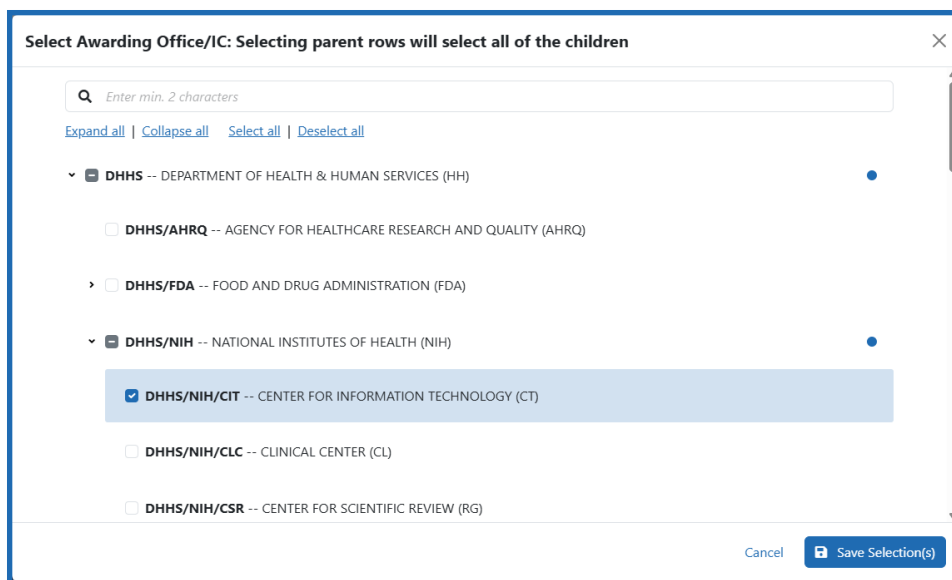 Select Awarding Office/IC: Selecting parent rows will select all of the children
Enter min. 2 characters
Expand all | Collapse all Select all | Deselect all
DHHS -- DEPARTMENT OF HEALTH & HUMAN SERVICES (HH)
DHHS/AHRQ -- AGENCY FOR HEALTHCARE RESEARCH AND QUALITY (AHRQ)
DHHS/FDA -- FOOD AND DRUG ADMINISTRATION (FDA)
DHHS/NIH -- NATIONAL INSTITUTES OF HEALTH (NIH)
DHHS/NIH/CIT -- CENTER FOR INFORMATION TECHNOLOGY (CT)
DHHS/NIH/CLC -- CLINICAL CENTER (CL)
DHHS/NIH/CSR -- CENTER FOR SCIENTIFIC REVIEW (RG)
Cancel Save Selection(s)